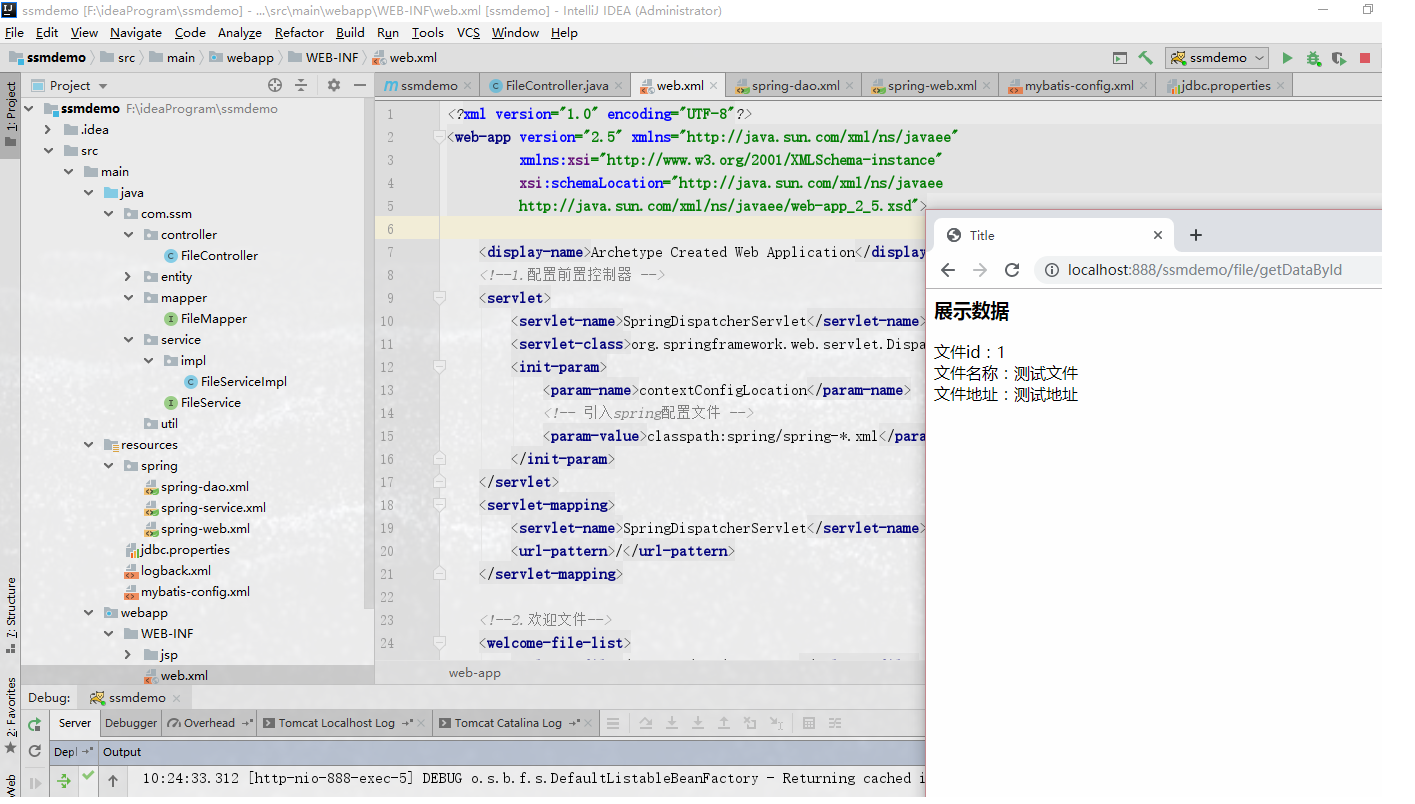 ssmdemo [F:\ideaProgram\ssmdemo] - ...\src\main\webapp\WEB-INF\web.xml [ssmdemo] - IntelliJ IDEA (Administrator)
File Edit View Navigate Code Analyze Refactor Build Run Tools VCS Window Help
ssmdemo src main webapp WEB-INF web.xml
ssmdemo
1: Project
Project
ssmdemo F:\ideaProgram\ssmdemo
.idea
src
main
java
com.ssm
controller
FileController
entity
mapper
FileMapper
service
impl
FileServiceImpl
FileService
util
resources
spring
spring-dao.xml
spring-service.xml
spring-web.xml
jdbc.properties
logback.xml
mybatis-config.xml
webapp
WEB-INF
jsp
web.xml
7: Structure
2: Favorites
Web
ssmdemo FileController.java web.xml spring-dao.xml spring-web.xml mybatis-config.xml jdbc.properties
1 <?xml version="1.0" encoding="UTF-8"?>
2 <web-app version="2.5" xmlns="http://java.sun.com/xml/ns/javaee"
3 xmlns:xsi="http://www.w3.org/2001/XMLSchema-instance"
4 xsi:schemaLocation="http://java.sun.com/xml/ns/javaee
5 http://java.sun.com/xml/ns/javaee/web-app_2_5.xsd">
6
7 <display-name>Archetype Created Web Application</display
8 <!--1.配置前置控制器 -->
9 <servlet>
10 <servlet-name>SpringDispatcherServlet</servlet-name>
11 <servlet-class>org.springframework.web.servlet.Dispa
12 <init-param>
13 <param-name>contextConfigLocation</param-name>
14 <!-- 引入spring配置文件 -->
15 <param-value>classpath:spring/spring-*.xml</para
16 </init-param>
17 </servlet>
18 <servlet-mapping>
19 <servlet-name>SpringDispatcherServlet</servlet-name>
20 <url-pattern>/</url-pattern>
21 </servlet-mapping>
22
23 <!--2.欢迎文件-->
24 <welcome-file-list>
web-app
Title
localhost:888/ssmdemo/file/getDataById
展示数据
文件id：1
文件名称：测试文件
文件地址：测试地址
Debug: ssmdemo
Server Debugger Overhead Tomcat Localhost Log Tomcat Catalina Log
Depl Output
10:24:33.312 [http-nio-888-exec-5] DEBUG o.s.b.f.s.DefaultListableBeanFactory - Returning cached i